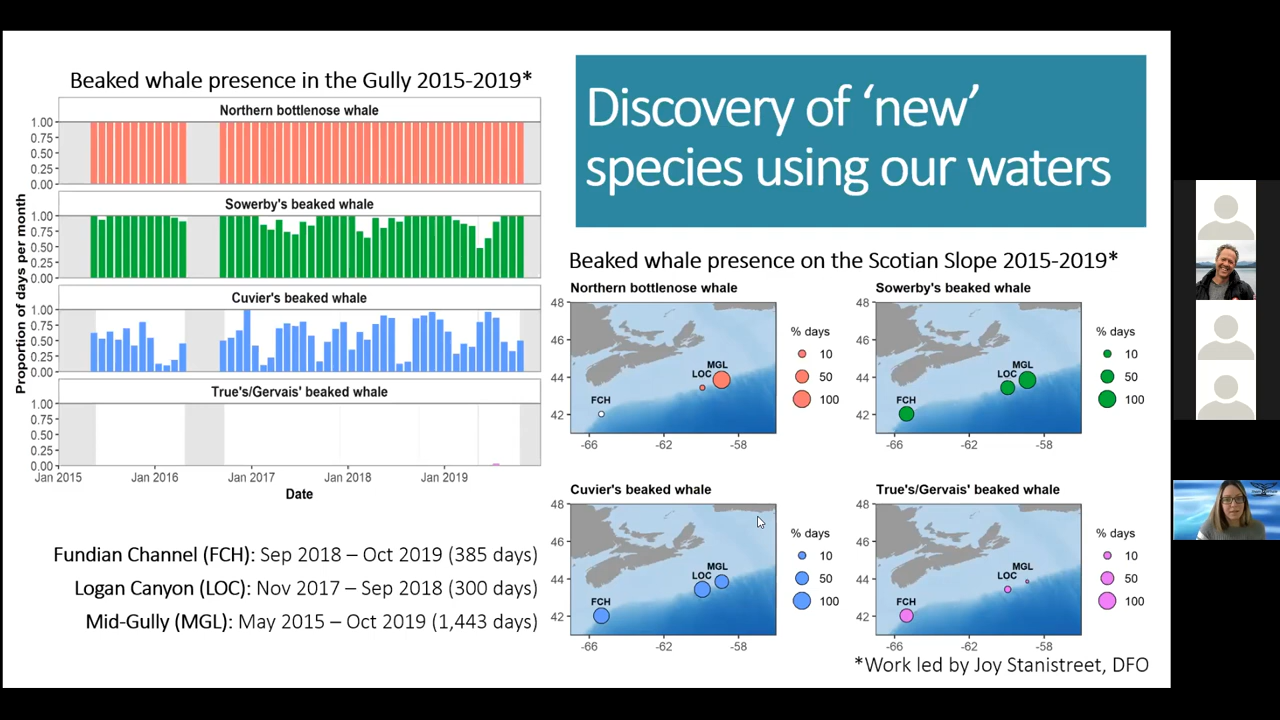 Beaked whale presence in the Gully 2015-2019*
Northern bottlenose whale
1.00
0.75
0.50
0.25
0.00
Sowerby's beaked whale
1.00
0.75
0.50
0.25
0.00
Cuvier's beaked whale
1.00
0.75
0.50
0.25
0.00
True's/Gervais' beaked whale
1.00
0.75
0.50
0.25
0.00
Proportion of days per month
Jan 2015 Jan 2016 Jan 2017 Jan 2018 Jan 2019
Date
Fundian Channel (FCH): Sep 2018 – Oct 2019 (385 days)
Logan Canyon (LOC): Nov 2017 – Sep 2018 (300 days)
Mid-Gully (MGL): May 2015 – Oct 2019 (1,443 days)
Discovery of ‘new’
species using our waters
Beaked whale presence on the Scotian Slope 2015-2019*
Northern bottlenose whale
48
46
44
42
-66 -62 -58
MGL
LOC
FCH
% days
10
50
100
Sowerby's beaked whale
48
46
44
42
-66 -62 -58
MGL
LOC
FCH
% days
10
50
100
Cuvier's beaked whale
48
46
44
42
-66 -62 -58
MGL
LOC
FCH
% days
10
50
100
True's/Gervais' beaked whale
48
46
44
42
-66 -62 -58
MGL
LOC
FCH
% days
10
50
100
*Work led by Joy Stanistreet, DFO